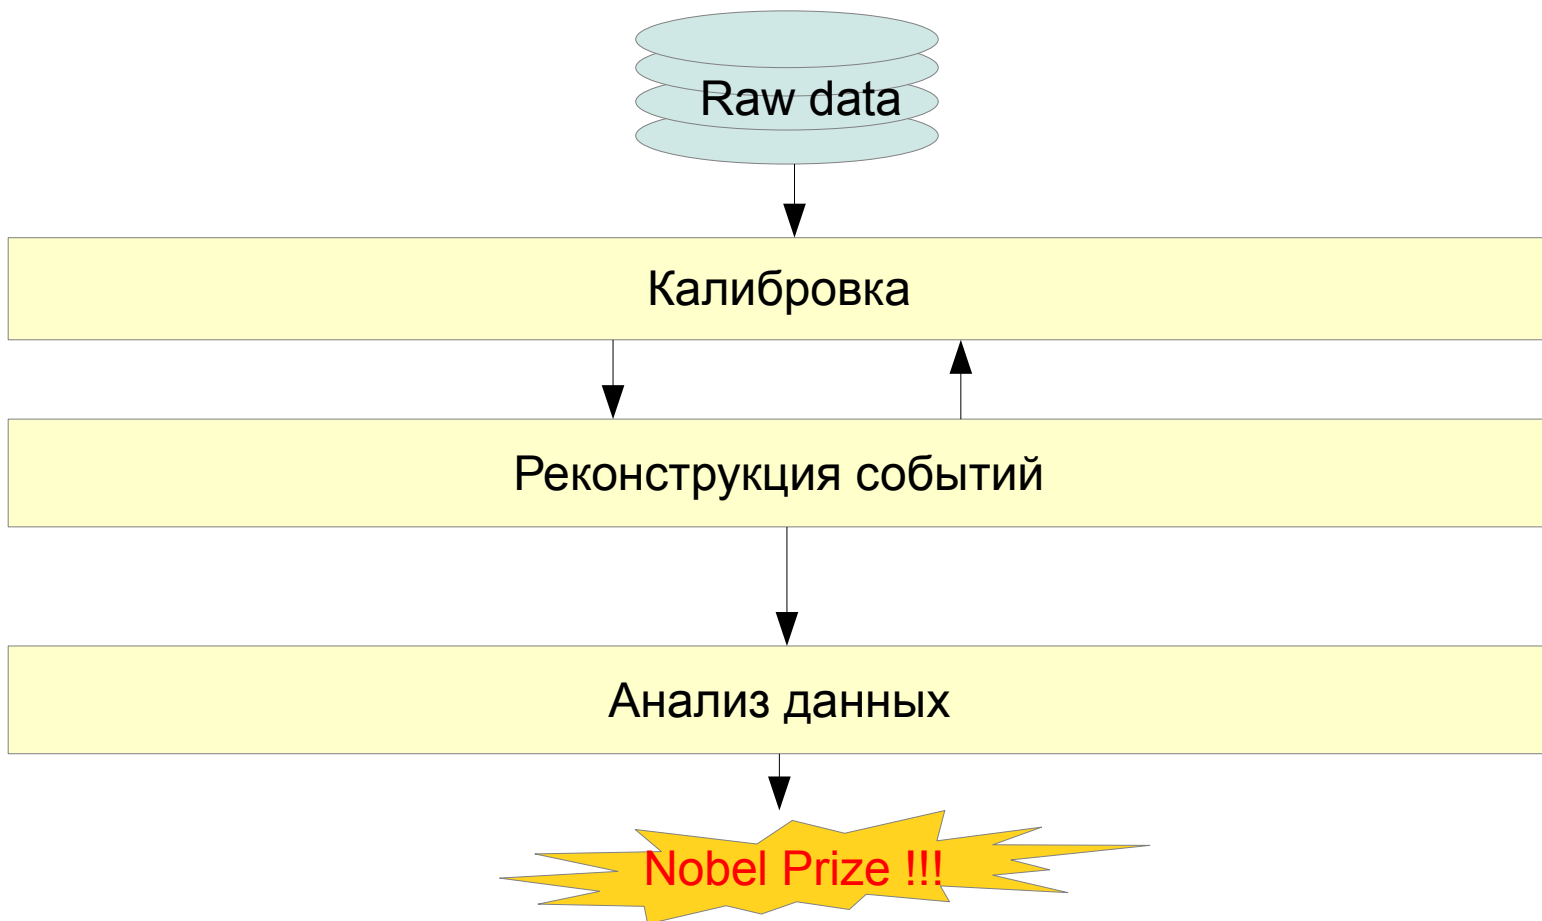 Raw data
Калибровка
Реконструкция событий
Анализ данных
Nobel Prize !!!